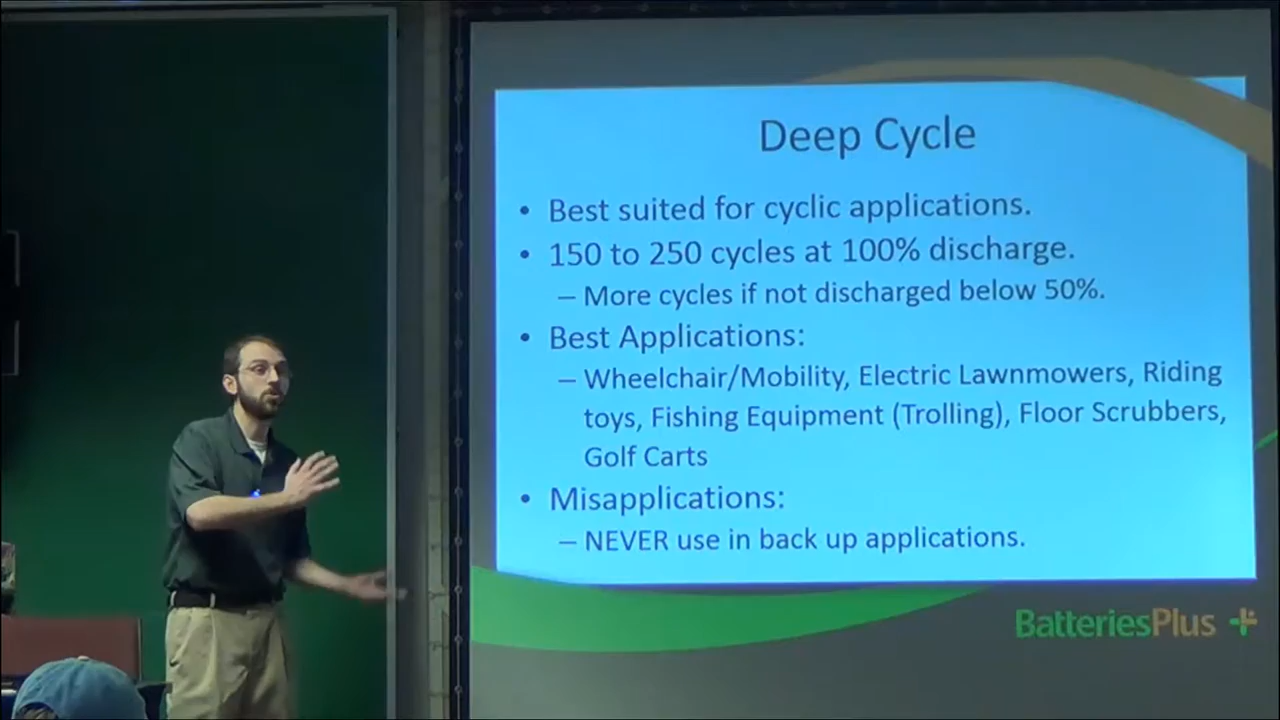 Deep Cycle
• Best suited for cyclic applications.
• 150 to 250 cycles at 100% discharge.
– More cycles if not discharged below 50%.
• Best Applications:
– Wheelchair/Mobility, Electric Lawnmowers, Riding
toys, Fishing Equipment (Trolling), Floor Scrubbers,
Golf Carts
• Misapplications:
– NEVER use in back up applications.
BatteriesPlus